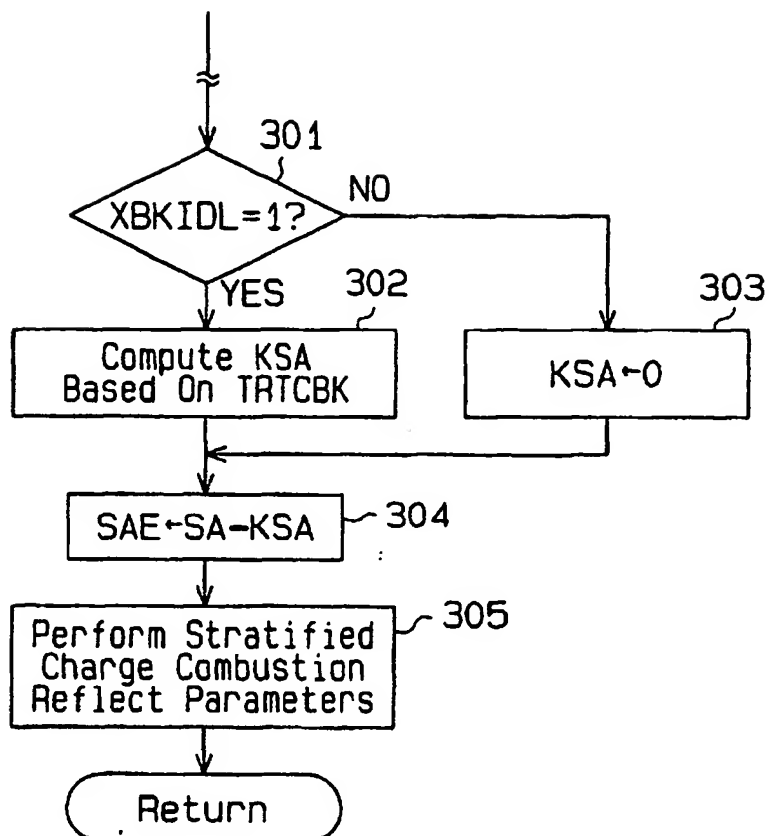 301
XBKIDL=1?
NO
YES
302
303
Compute KSA
Based On TRTCBK
KSA←0
SAE←SA-KSA
304
Perform Stratified
Charge Combustion
Reflect Parameters
305
Return